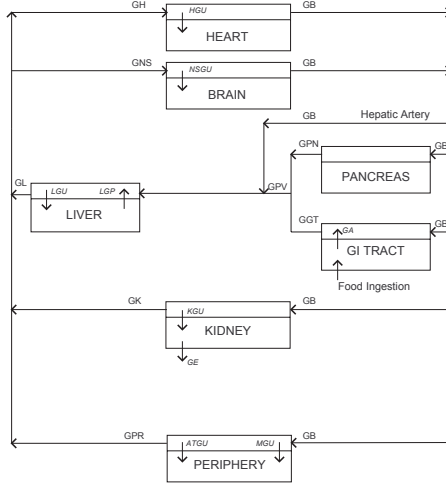 GH
HGU
GB
HEART
GNS
NSGU
GB
BRAIN
GB
Hepatic Artery
GPN
GB
PANCREAS
GL
LGU
LGP
GPV
LIVER
GGT
GA
GB
GI TRACT
Food Ingestion
GK
KGU
GB
KIDNEY
GE
GPR
ATGU
MGU
GB
PERIPHERY